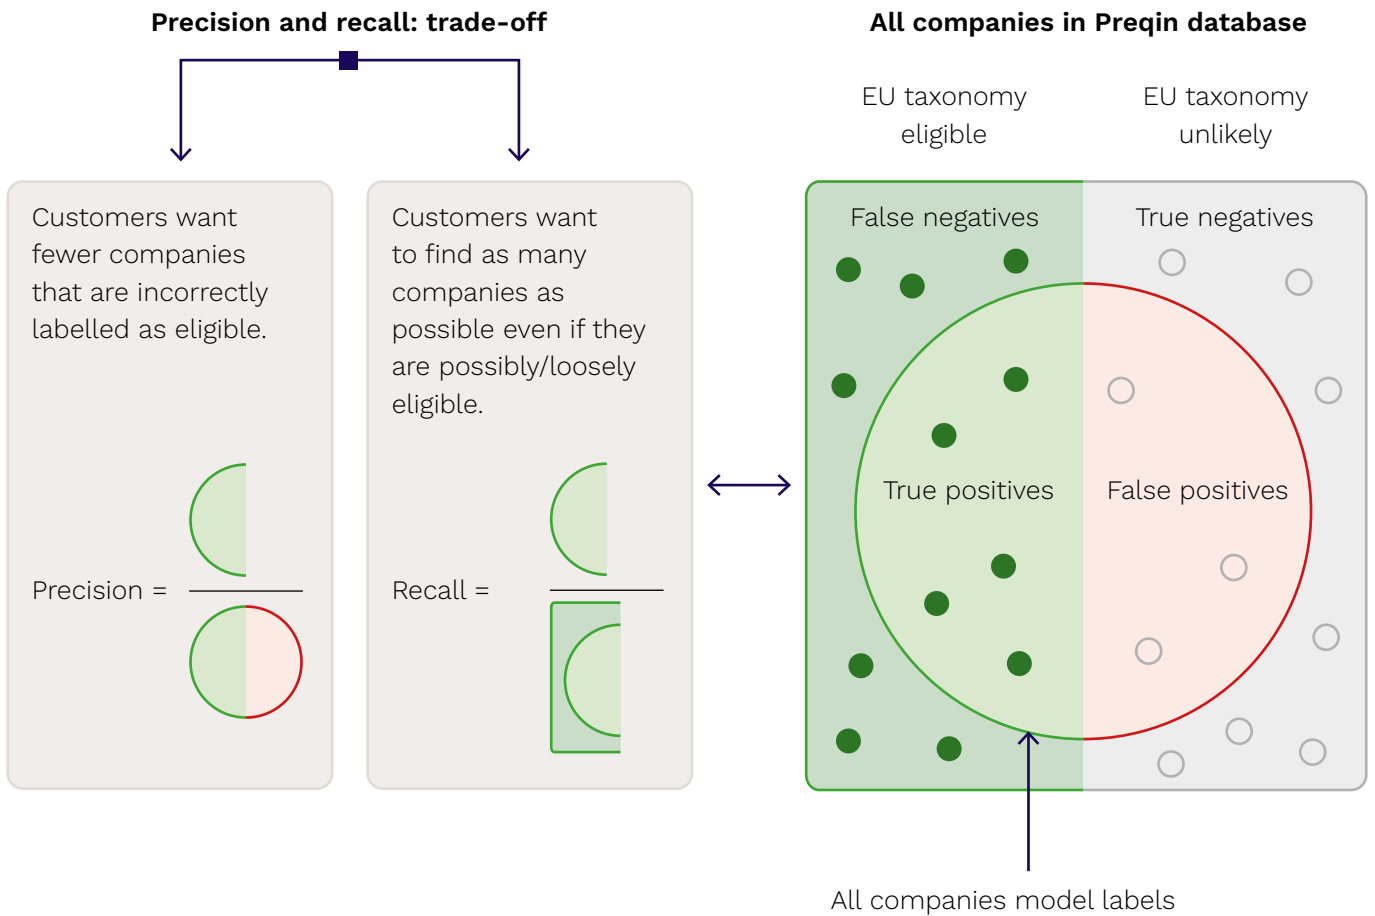 Precision and recall: trade-off
Customers want
fewer companies
that are incorrectly
labelled as eligible.
Precision =
Customers want
to find as many
companies as
possible even if they
are possibly/loosely
eligible.
Recall =
All companies in Preqin database
EU taxonomy
eligible
EU taxonomy
unlikely
False negatives
True negatives
True positives
False positives
All companies model labels